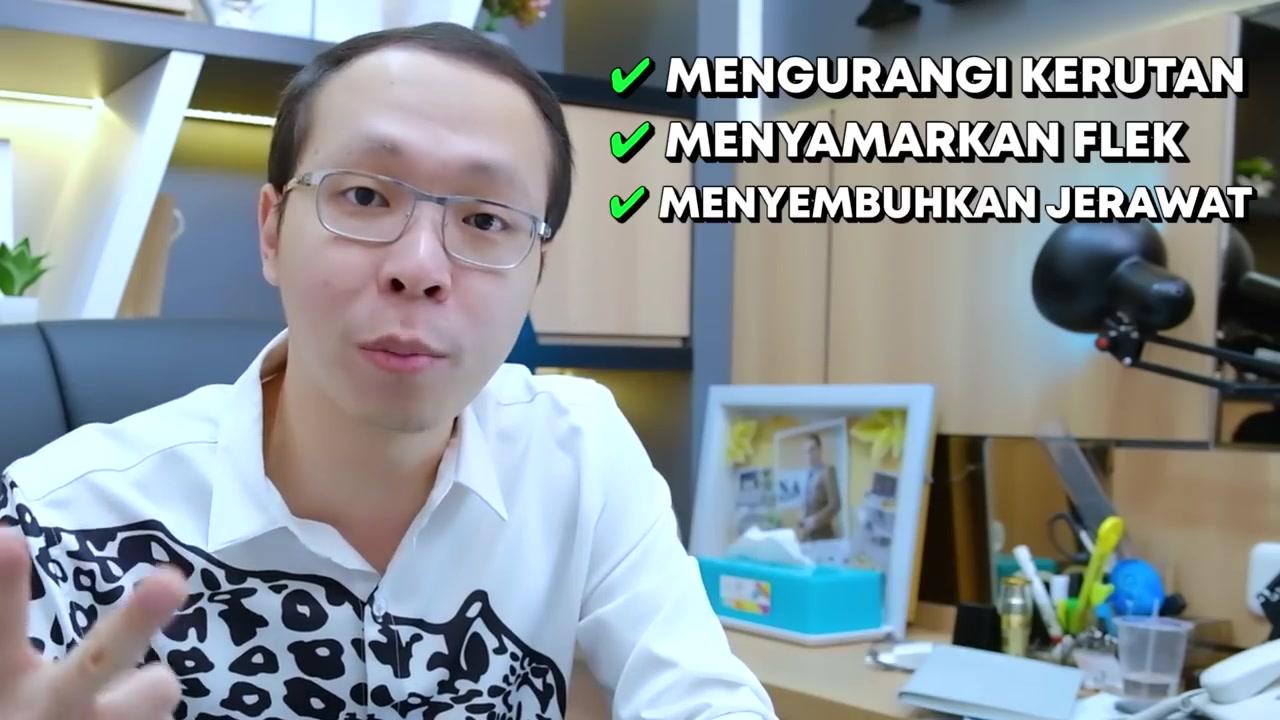 ✔ MENGURANGI KERUTAN
✔ MENYAMARKAN FLEK
✔ MENYEMBUHKAN JERAWAT